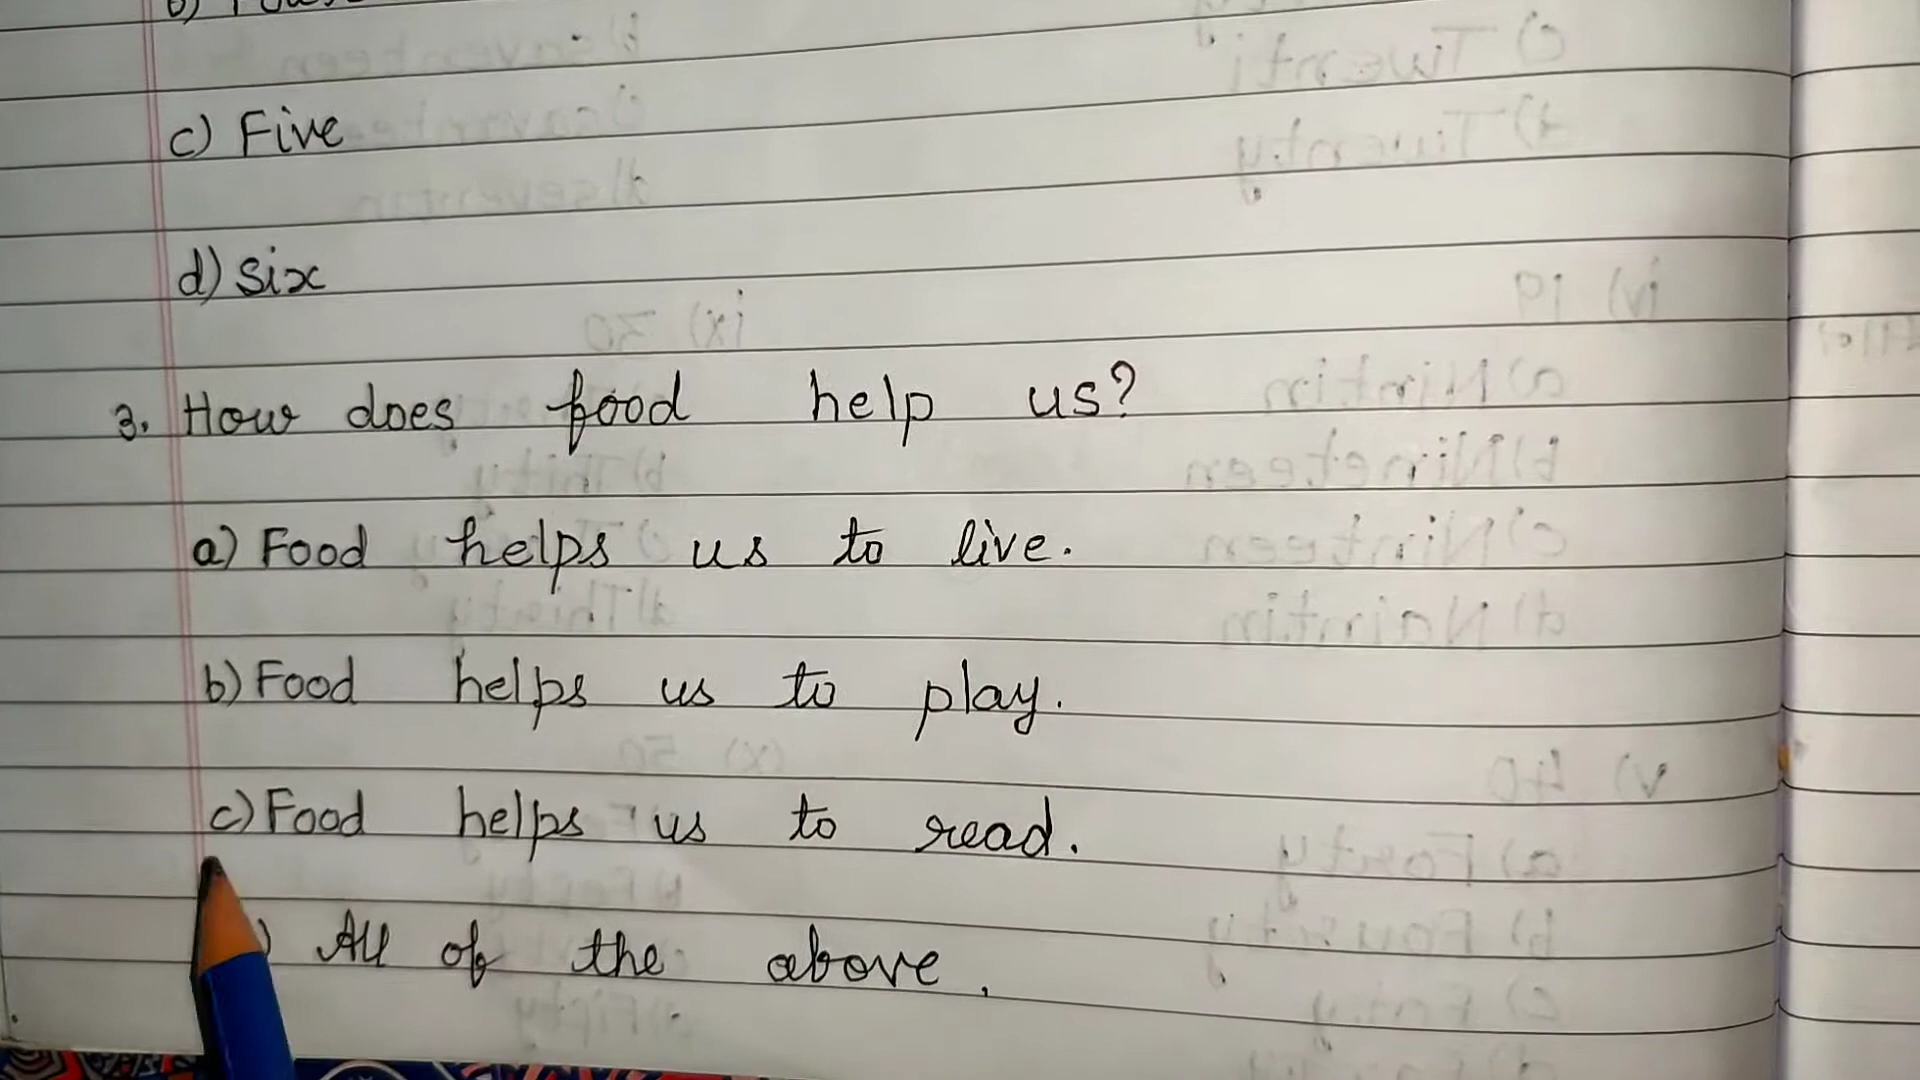 c) Five
d) Six
3. How does food help us?
a) Food helps us to live.
b) Food helps us to play.
c) Food helps us to read.
) All of the above.